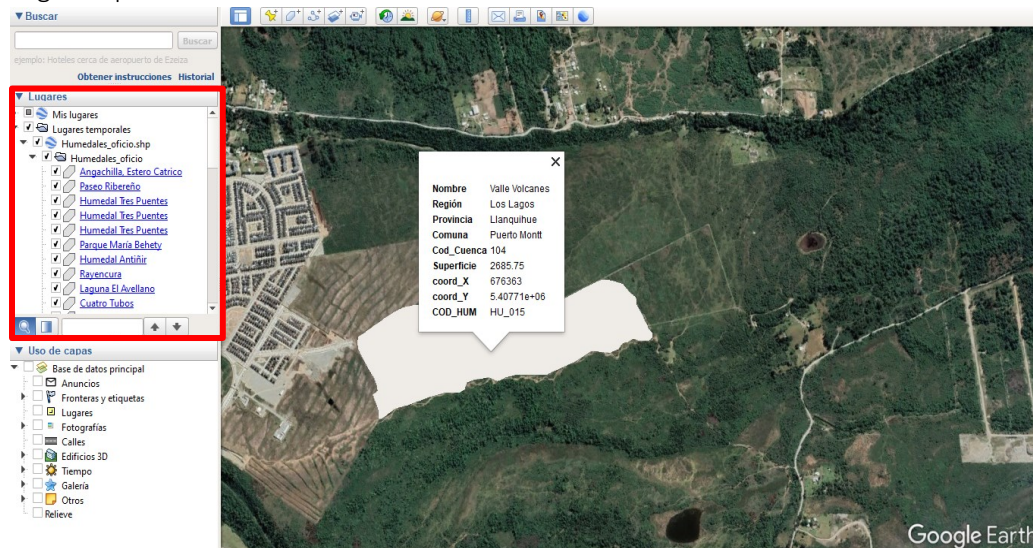 Buscar
Buscar
ejemplo: Hoteles cerca de aeropuerto de Ezeiza
Obtener instrucciones Historial
Lugares
Mis lugares
Lugares temporales
Humedales_oficio.shp
Humedales_oficio
Angachilla, Estero Catrico
Paseo Ribereño
Humedal Tres Puentes
Humedal Tres Puentes
Humedal Tres Puentes
Parque María Behety
Humedal Antiñir
Rayencura
Laguna El Avellano
Cuatro Tubos
Uso de capas
Base de datos principal
Anuncios
Fronteras y etiquetas
Lugares
Fotografías
Calles
Edificios 3D
Tiempo
Galería
Otros
Relieve
Nombre Valle Volcanes
Región Los Lagos
Provincia Llanquihue
Comuna Puerto Montt
Cod_Cuenca 104
Superficie 2685.75
coord_X 676363
coord_Y 5.40771e+06
COD_HUM HU_015
Google Earth